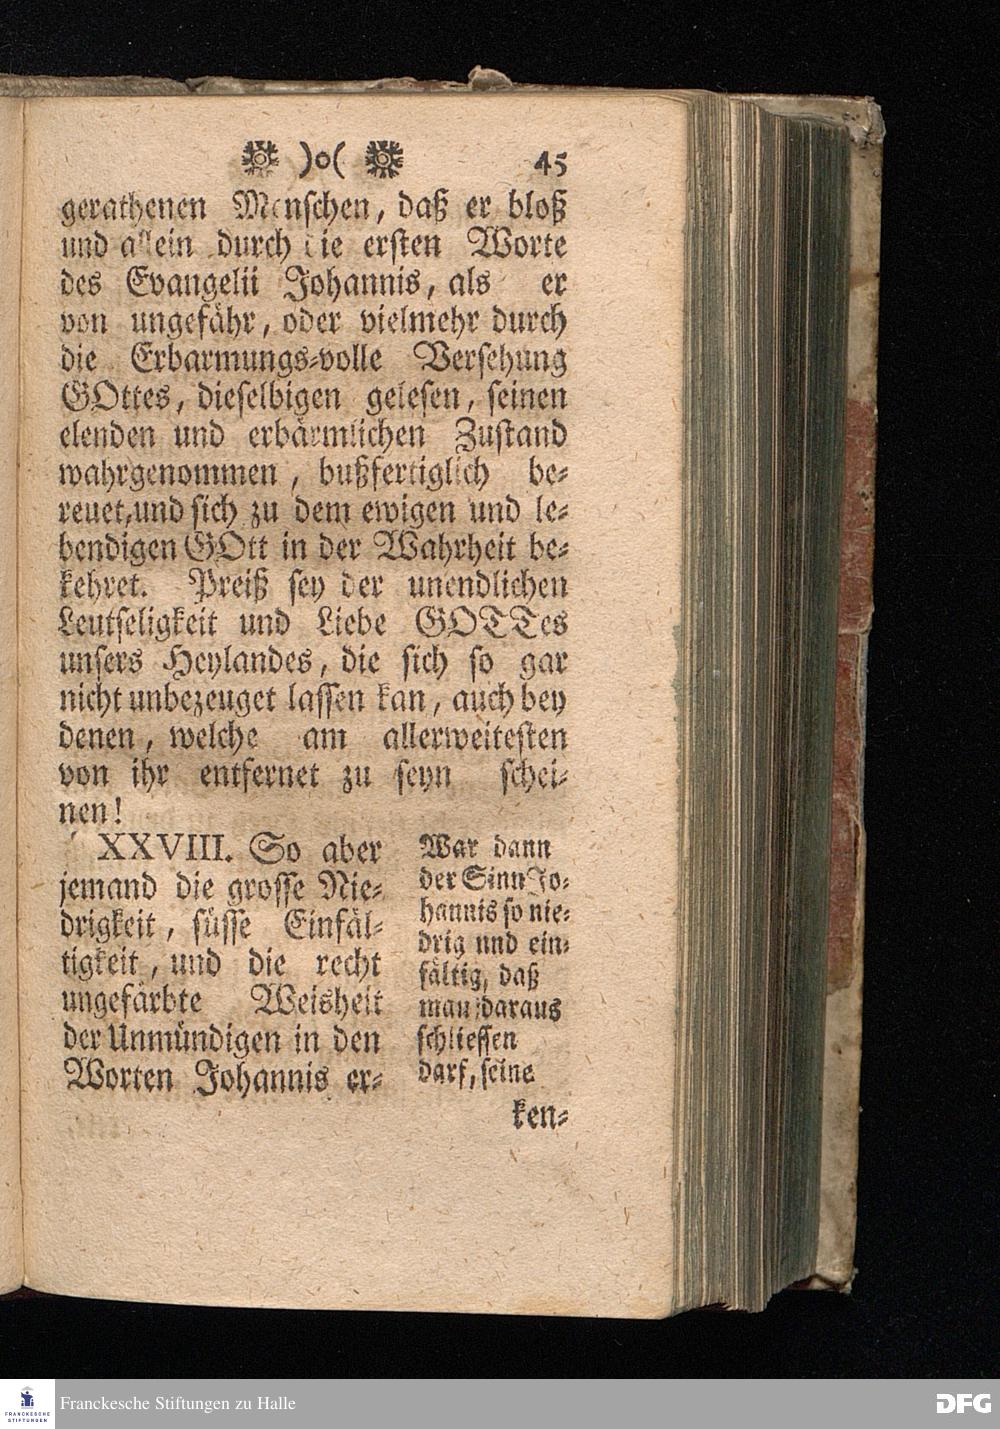 )o( 45
gerathenen Menschen, daß er bloß
und allein durch die ersten Worte
des Evangelii Johannis, als er
von ungefähr, oder vielmehr durch
die Erbarmungs-volle Versehung
GOttes, dieselbigen gelesen, seinen
elenden und erbärmlichen Zustand
wahrgenommen, bußfertiglich be-
reuet, und sich zu dem ewigen und le-
bendigen GOtt in der Wahrheit be-
kehret. Preiß sey der unendlichen
Leutseligkeit und Liebe GOTTes
unsers Heylandes, die sich so gar
nicht unbezeuget lassen kan, auch bey
denen, welche am allerweitesten
von ihr entfernet zu seyn schei-
nen!
XXVIII. So aber
jemand die grosse Nie-
drigkeit, süsse Einfäl-
tigkeit, und die recht
ungefärbte Weisheit
der Unmündigen in den
Worten Johannis er-
War dann
der Sinn Jo-
hannis so nie-
drig und ein-
fältig, daß
man daraus
schliessen
darf, seine
ken-
FRANCKESCHE
STIFTUNGEN
Franckesche Stiftungen zu Halle
DFG